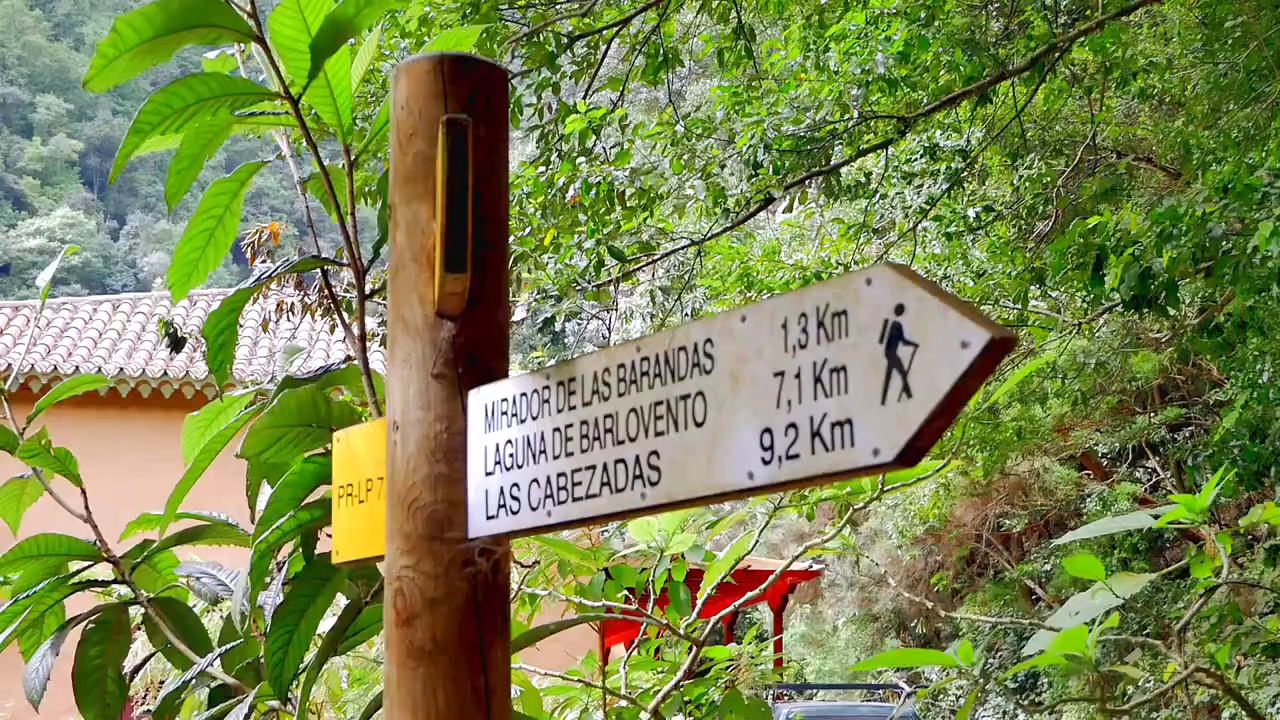 MIRADOR DE LAS BARANDAS 1,3 Km
LAGUNA DE BARLOVENTO 7,1 Km
LAS CABEZADAS 9,2 Km
PR-LP 7